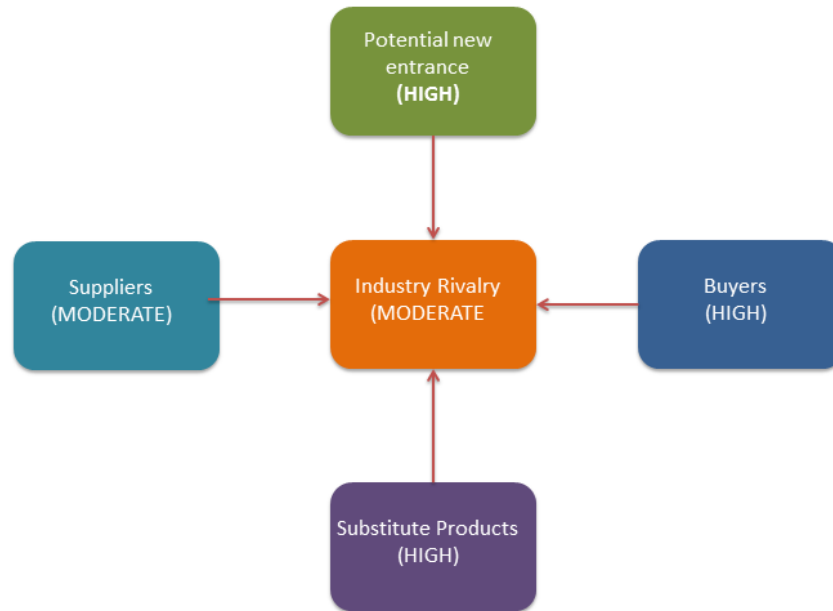 Potential new
entrance
(HIGH)
Suppliers
(MODERATE)
Industry Rivalry
(MODERATE
Buyers
(HIGH)
Substitute Products
(HIGH)